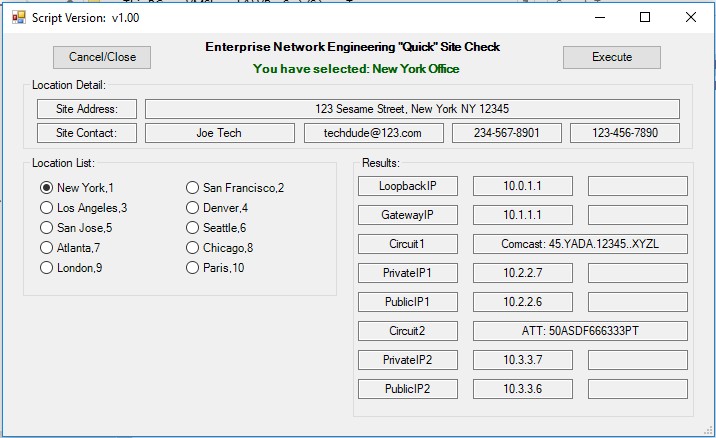 Script Version: v1.00
Cancel/Close
Enterprise Network Engineering "Quick" Site Check
Execute
You have selected: New York Office
Location Detail:
Site Address: 123 Sesame Street, New York NY 12345
Site Contact: Joe Tech techdude@123.com 234-567-8901 123-456-7890
Location List:
New York,1 San Francisco,2
Los Angeles,3 Denver,4
San Jose,5 Seattle,6
Atlanta,7 Chicago,8
London,9 Paris,10
Results:
LoopbackIP 10.0.1.1
GatewayIP 10.1.1.1
Circuit1 Comcast: 45.YADA.12345..XYZL
PrivateIP1 10.2.2.7
PublicIP1 10.2.2.6
Circuit2 ATT: 50ASDF666333PT
PrivateIP2 10.3.3.7
PublicIP2 10.3.3.6